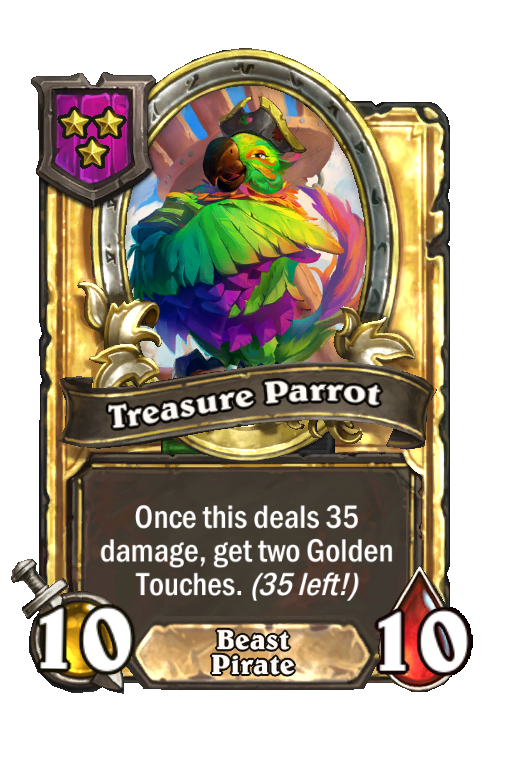 Treasure Parrot
Once this deals 35
damage, get two Golden
Touches. (35 left!)
10
Beast
Pirate
10